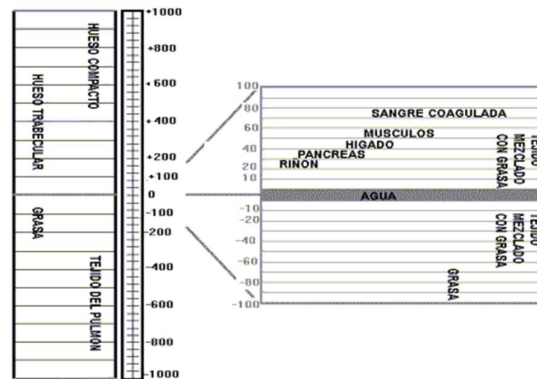 HUESO COMPACTO
HUESO TRABECULAR
GRASA
TEJIDO DEL PULMON
+1000
+800
+600
+400
+200
+100
0
-100
-200
-400
-600
-800
-1000
100
80
60
40
20
10
-10
-20
-40
-60
-80
-100
SANGRE COAGULADA
MUSCULOS
HIGADO
PANCREAS
RIÑON
AGUA
TEJIDO
MEZCLADO
CON GRASA
TEJIDO
MEZCLADO
CON GRASA
GRASA